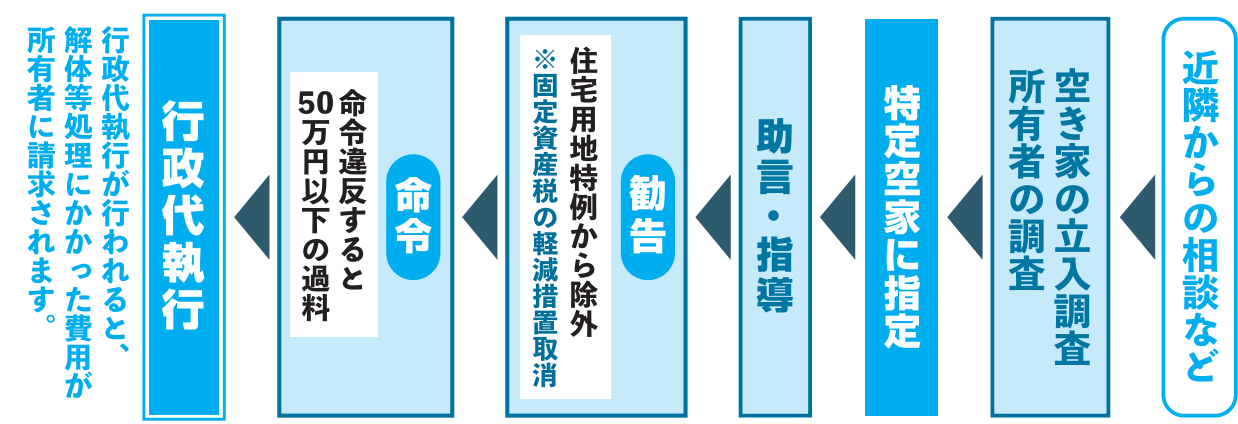 近隣からの相談など
空き家の立入調査
所有者の調査
特定空家に指定
助言・指導
勧告
住宅用地特例から除外
※固定資産税の軽減措置取消
命令
命令違反すると
50万円以下の過料
行政代執行
行政代執行が行われると、
解体等処理にかかった費用が
所有者に請求されます。